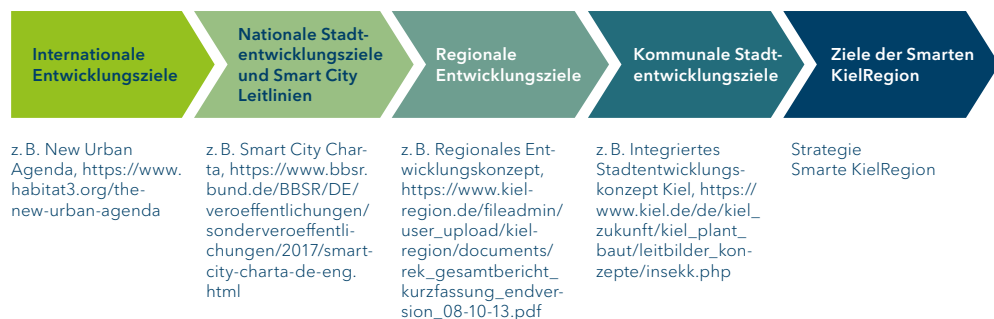 Internationale
Entwicklungsziele
Nationale Stadt-
entwicklungsziele
und Smart City
Leitlinien
Regionale
Entwicklungsziele
Kommunale Stadt-
entwicklungsziele
Ziele der Smarten
KielRegion
z. B. New Urban
Agenda, https://www.
habitat3.org/the-
new-urban-agenda
z. B. Smart City Char-
ta, https://www.bbsr.
bund.de/BBSR/DE/
veroeffentlichungen/
sonderveroeffentli-
chungen/2017/smart-
city-charta-de-eng.
html
z. B. Regionales Ent-
wicklungskonzept,
https://www.kiel-
region.de/fileadmin/
user_upload/kiel-
region/documents/
rek_gesamtbericht_
kurzfassung_endver-
sion_08-10-13.pdf
z. B. Integriertes
Stadtentwicklungs-
konzept Kiel, https://
www.kiel.de/de/kiel_
zukunft/kiel_plant_
baut/leitbilder_kon-
zepte/insekk.php
Strategie
Smarte KielRegion